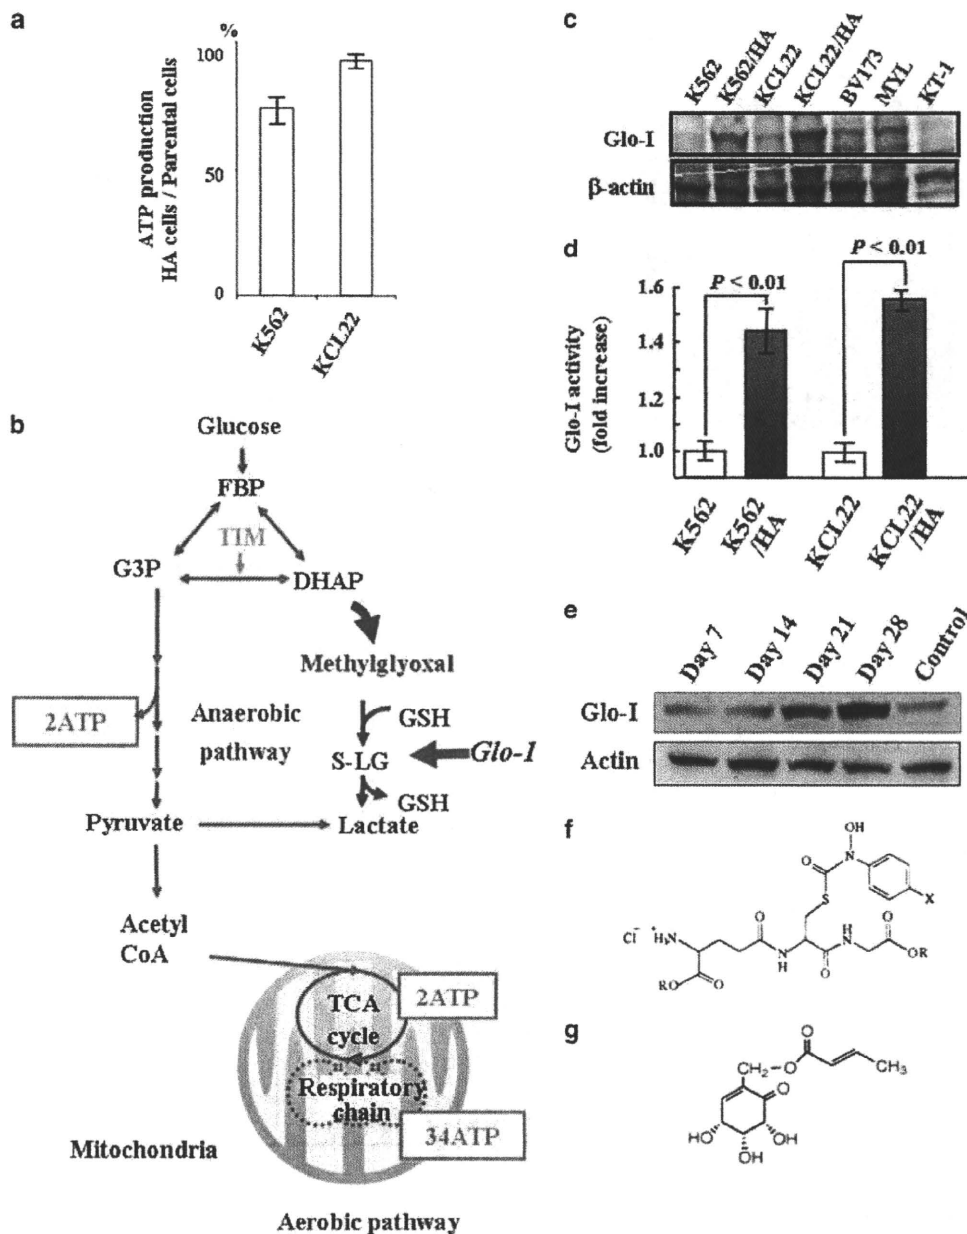 a
%
100
50
0
ATP production
HA cells / Parental cells
K562
KCL22
b
Glucose
FBP
TIM
G3P
DHAP
Methylglyoxal
2ATP
Anaerobic
pathway
GSH
S-LG
Glo-1
GSH
Pyruvate
Lactate
Acetyl
CoA
TCA
cycle
2ATP
Respiratory
chain
34ATP
Mitochondria
Aerobic pathway
c
K562
K562/HA
KCL22
KCL22/HA
BV173
MYL
KT-1
Glo-I
β-actin
d
P < 0.01
P < 0.01
1.6
1.4
1.2
1.0
Glo-I activity
(fold increase)
K562
K562
/HA
KCL22
KCL22
/HA
e
Day 7
Day 14
Day 21
Day 28
Control
Glo-I
Actin
f
OH
O
N
X
S
O
O
Cl⁻
+
H₃N
N
H
HN
OR
O
RO
O
g
O
CH₂
O
CH₃
O
HO
OH
OH